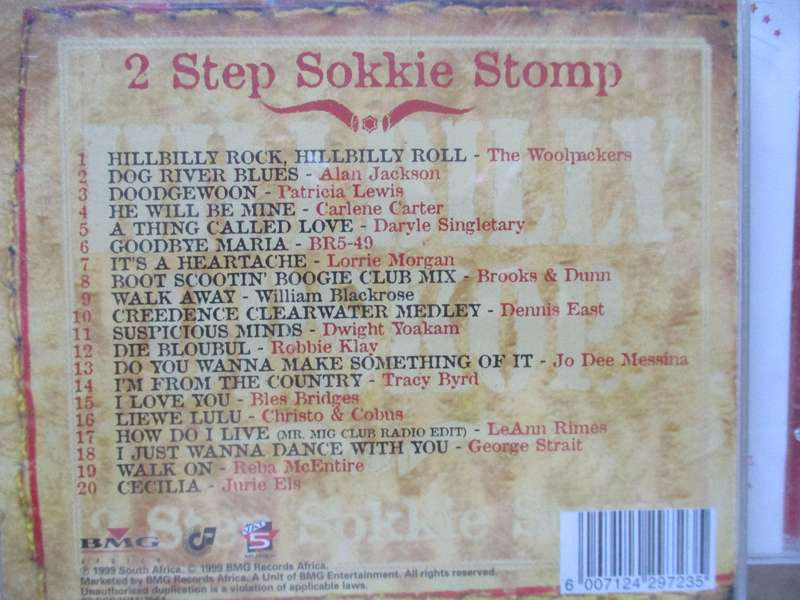 2 Step Sokkie Stomp
1 HILLBILLY ROCK, HILLBILLY ROLL - The Woolpackers
2 DOG RIVER BLUES - Alan Jackson
3 DOODGEWOON - Patricia Lewis
4 HE WILL BE MINE - Carlene Carter
5 A THING CALLED LOVE - Daryle Singletary
6 GOODBYE MARIA - BR5-49
7 IT'S A HEARTACHE - Lorrie Morgan
8 BOOT SCOOTIN' BOOGIE CLUB MIX - Brooks & Dunn
9 WALK AWAY - William Blackrose
10 CREEDENCE CLEARWATER MEDLEY - Dennis East
11 SUSPICIOUS MINDS - Dwight Yoakam
12 DIE BLOUBUL - Robbie Klay
13 DO YOU WANNA MAKE SOMETHING OF IT - Jo Dee Messina
14 I'M FROM THE COUNTRY - Tracy Byrd
15 I LOVE YOU - Bles Bridges
16 LIEWE LULU - Christo & Cobus
17 HOW DO I LIVE (MR. MIG CLUB RADIO EDIT) - LeAnn Rimes
18 I JUST WANNA DANCE WITH YOU - George Strait
19 WALK ON - Reba McEntire
20 CECILIA - Jurie Els
2 Step Sokkie
BMG
AFRICA
5
℗ 1999 South Africa. © 1999 BMG Records Africa.
Marketed by BMG Records Africa. A Unit of BMG Entertainment. All rights reserved.
Unauthorised duplication is a violation of applicable laws.
6 007124 297235